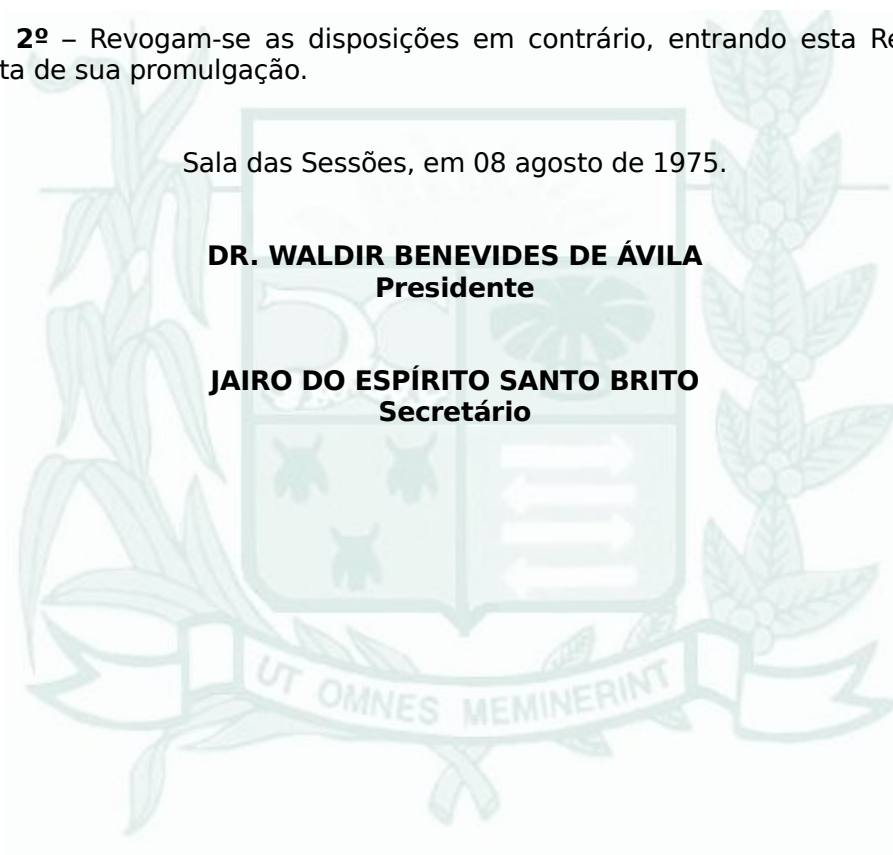 2º – Revogam-se as disposições em contrário, entrando esta Re
ta de sua promulgação.
Sala das Sessões, em 08 agosto de 1975.
DR. WALDIR BENEVIDES DE ÁVILA
Presidente
JAIRO DO ESPÍRITO SANTO BRITO
Secretário
UT OMNES MEMINERINT